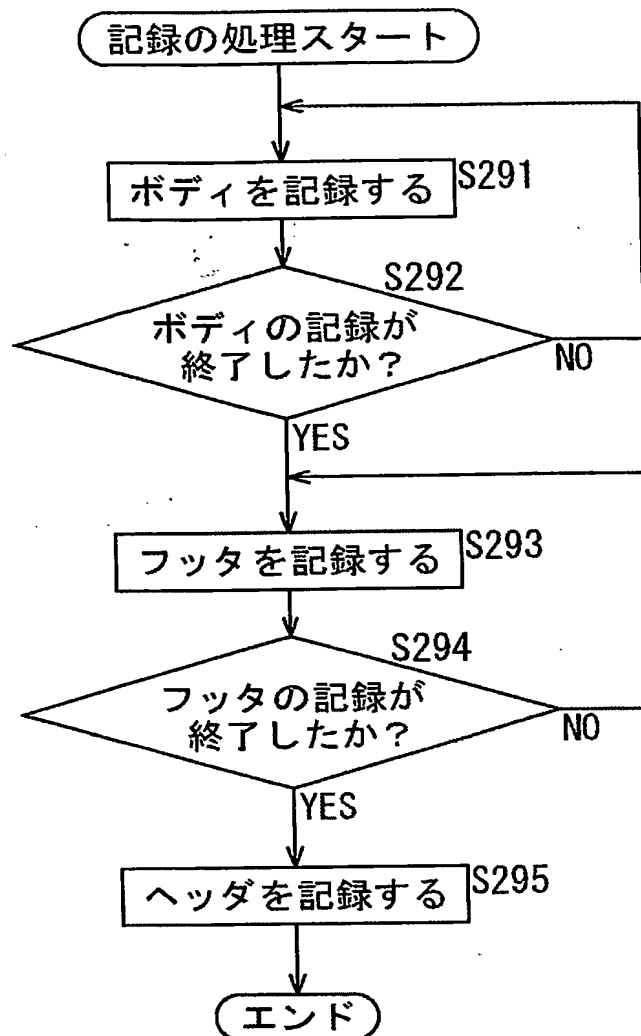 記録の処理スタート
ボディを記録する
S291
S292
ボディの記録が
終了したか?
NO
YES
フッタを記録する
S293
S294
フッタの記録が
終了したか?
NO
YES
ヘッダを記録する
S295
エンド